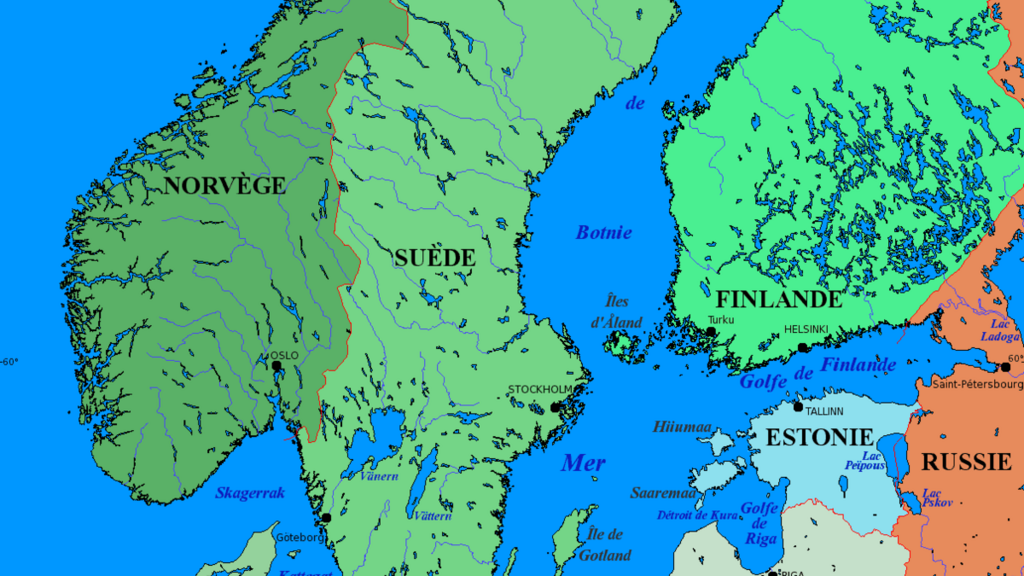 de
NORVÈGE
Botnie
SUÈDE
FINLANDE
Îles
d'Åland
Turku
HELSINKI
Lac
Ladoga
OSLO
-60°
60°
Golfe de Finlande
Saint-Pétersbourg
STOCKHOLM
TALLINN
Hiiumaa
ESTONIE
Lac
Peïpous
RUSSIE
Mer
Vänern
Skagerrak
Saaremaa
Lac
Pskov
Détroit de Kura
Golfe
de
Riga
Vättern
Göteborg
Île de
Gotland
Kattegat
RIGA